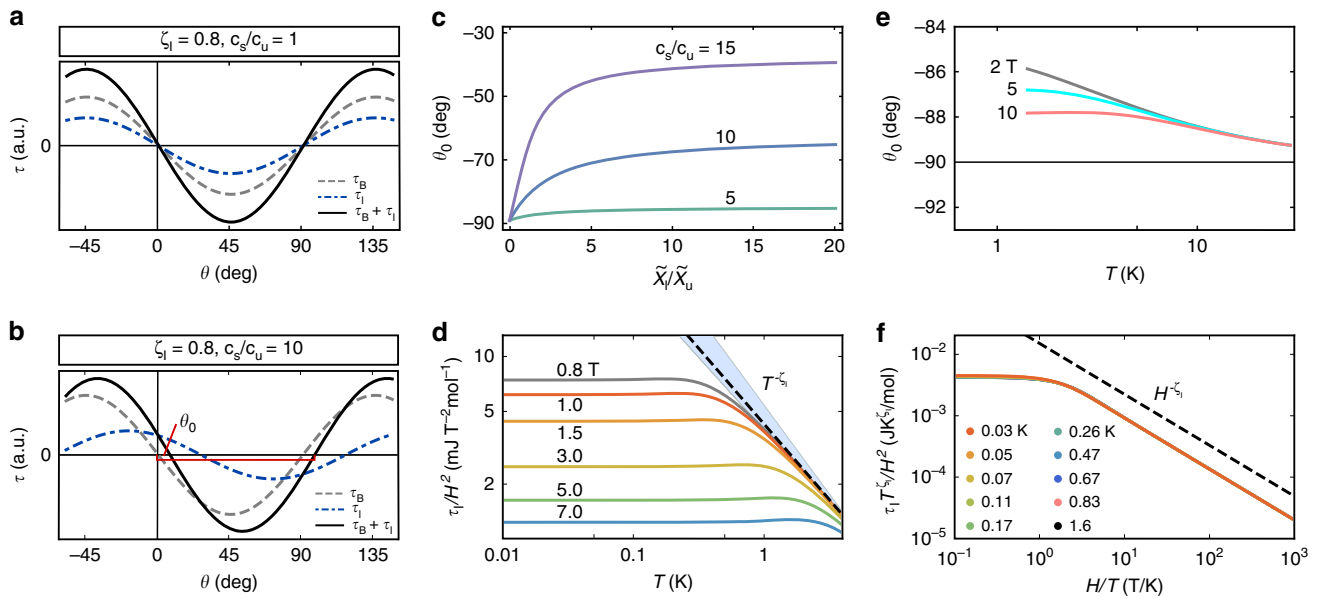 a
ζI = 0.8, cs/cu = 1
τ (a.u.)
0
τB
τI
τB + τI
−45
0
45
90
135
θ (deg)
b
ζI = 0.8, cs/cu = 10
τ (a.u.)
0
θ0
τB
τI
τB + τI
−45
0
45
90
135
θ (deg)
c
θ0 (deg)
−30
−50
−70
−90
cs/cu = 15
10
5
0
5
10
15
20
χ̃I/χ̃u
d
τI/H² (mJ T⁻²mol⁻¹)
10
5
2
0.8 T
1.0
1.5
3.0
5.0
7.0
T^−ζI
0.01
0.1
1
T (K)
e
θ0 (deg)
−84
−86
−88
−90
−92
2 T
5
10
1
10
T (K)
f
τI T^ζI/H² (JK^ζI/mol)
10⁻²
10⁻³
10⁻⁴
10⁻⁵
H^−ζI
0.03 K
0.05
0.07
0.11
0.17
0.26 K
0.47
0.67
0.83
1.6
10⁻¹
10⁰
10¹
10²
10³
H/T (T/K)